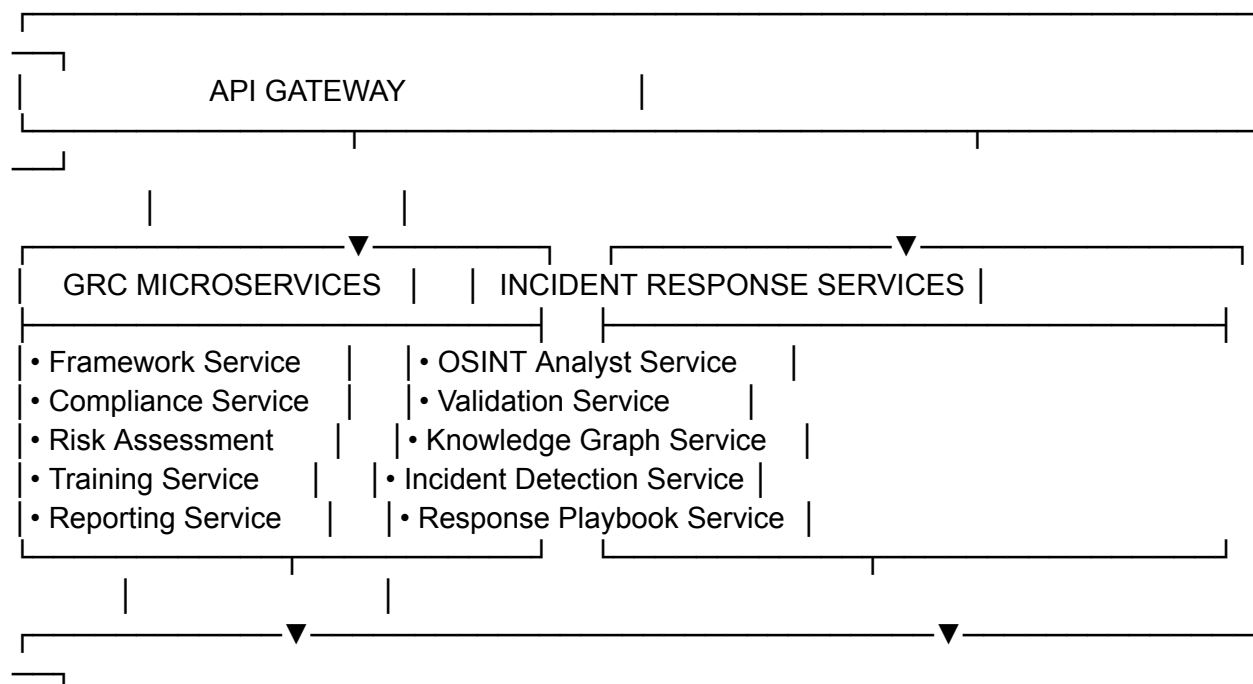 API GATEWAY
GRC MICROSERVICES INCIDENT RESPONSE SERVICES
• Framework Service • OSINT Analyst Service
• Compliance Service • Validation Service
• Risk Assessment • Knowledge Graph Service
• Training Service • Incident Detection Service
• Reporting Service • Response Playbook Service